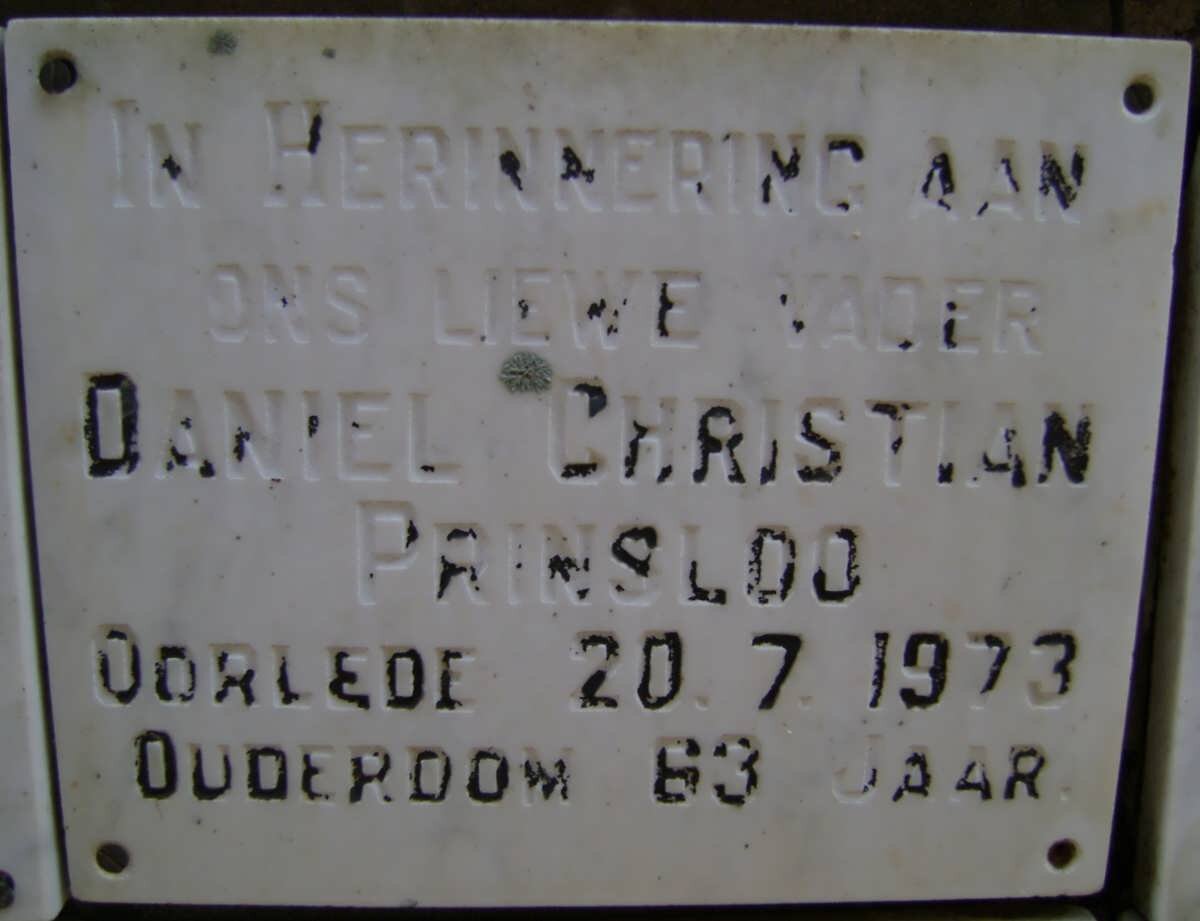 IN HERINNERING AAN
ONS LIEWE VADER
DANIEL CHRISTIAN
PRINSLOO
OORLEDE 20. 7. 1973
OUDERDOM 63 JAAR.